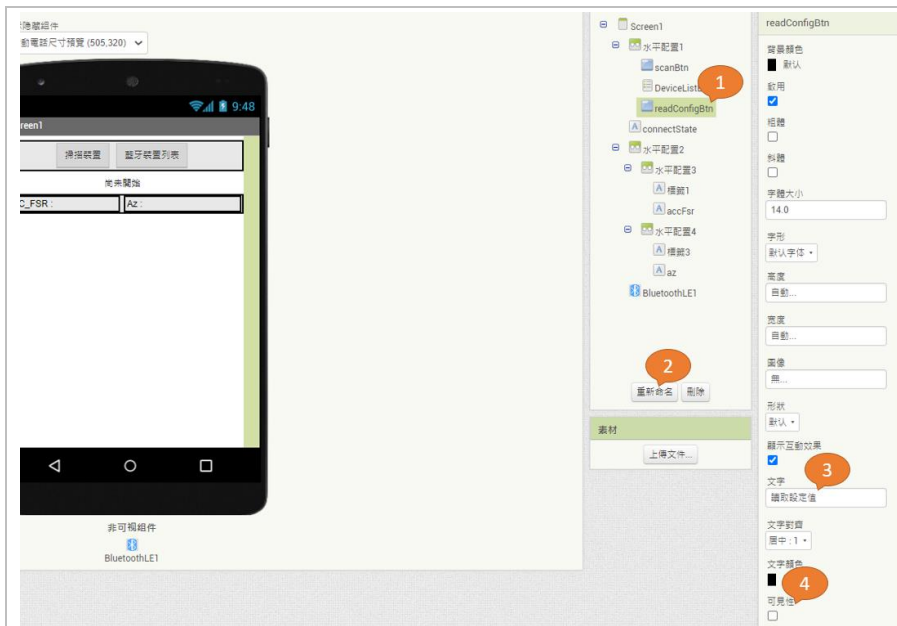 隱藏組件
動電話尺寸預覽 (505,320)
9:48
reen1
掃描裝置
藍牙裝置列表
尚未開始
C_FSR :
Az :
非可視組件
BluetoothLE1
Screen1
水平配置1
scanBtn
DeviceListB
1
readConfigBtn
connectState
水平配置2
水平配置3
標籤1
accFsr
水平配置4
標籤3
az
BluetoothLE1
2
重新命名
刪除
素材
上傳文件...
readConfigBtn
背景顏色
默认
啟用
粗體
斜體
字體大小
14.0
字形
默认字体
高度
自動...
宽度
自動...
圖像
無...
形狀
默认
顯示互動效果
3
文字
讀取設定值
文字對齊
居中 : 1
文字顏色
4
可見性